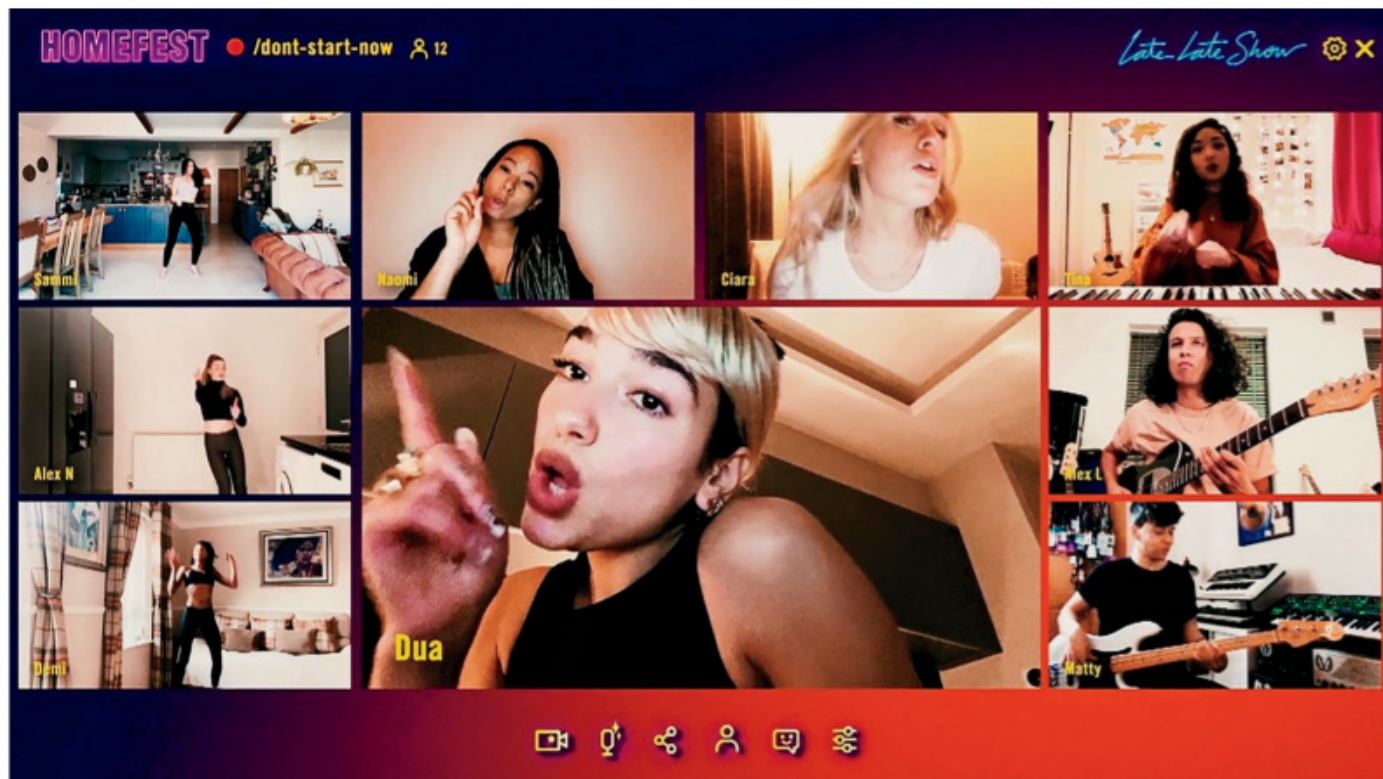 HOMEFEST /dont-start-now 12 Late-Late Show
Sammi Naomi Ciara Tina
Alex N Alex L
Demi Dua Matty